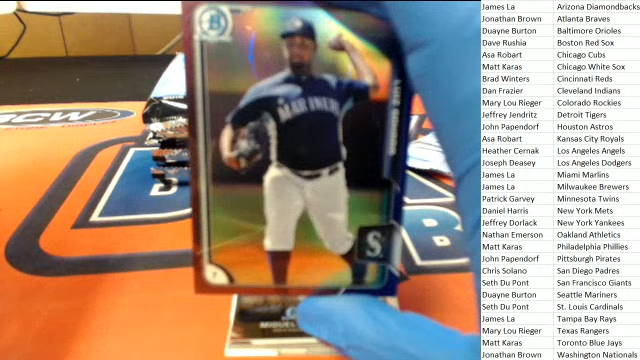 James La Arizona Diamondbacks
Jonathan Brown Atlanta Braves
Duayne Burton Baltimore Orioles
Dave Rushia Boston Red Sox
Asa Robart Chicago Cubs
Matt Karas Chicago White Sox
Brad Winters Cincinnati Reds
Dan Frazier Cleveland Indians
Mary Lou Rieger Colorado Rockies
Jeffrey Jendritz Detroit Tigers
John Papendorf Houston Astros
Asa Robart Kansas City Royals
Heather Cernak Los Angeles Angels
Joseph Deasey Los Angeles Dodgers
James La Miami Marlins
James La Milwaukee Brewers
Patrick Garvey Minnesota Twins
Daniel Harris New York Mets
Jeffrey Dorlack New York Yankees
Nathan Emerson Oakland Athletics
Matt Karas Philadelphia Phillies
John Papendorf Pittsburgh Pirates
Chris Solano San Diego Padres
Seth Du Pont San Francisco Giants
Duayne Burton Seattle Mariners
Seth Du Pont St. Louis Cardinals
James La Tampa Bay Rays
Mary Lou Rieger Texas Rangers
Matt Karas Toronto Blue Jays
Jonathan Brown Washington Nationals
B
MARINERS
LUIZ
S
MIGUEL